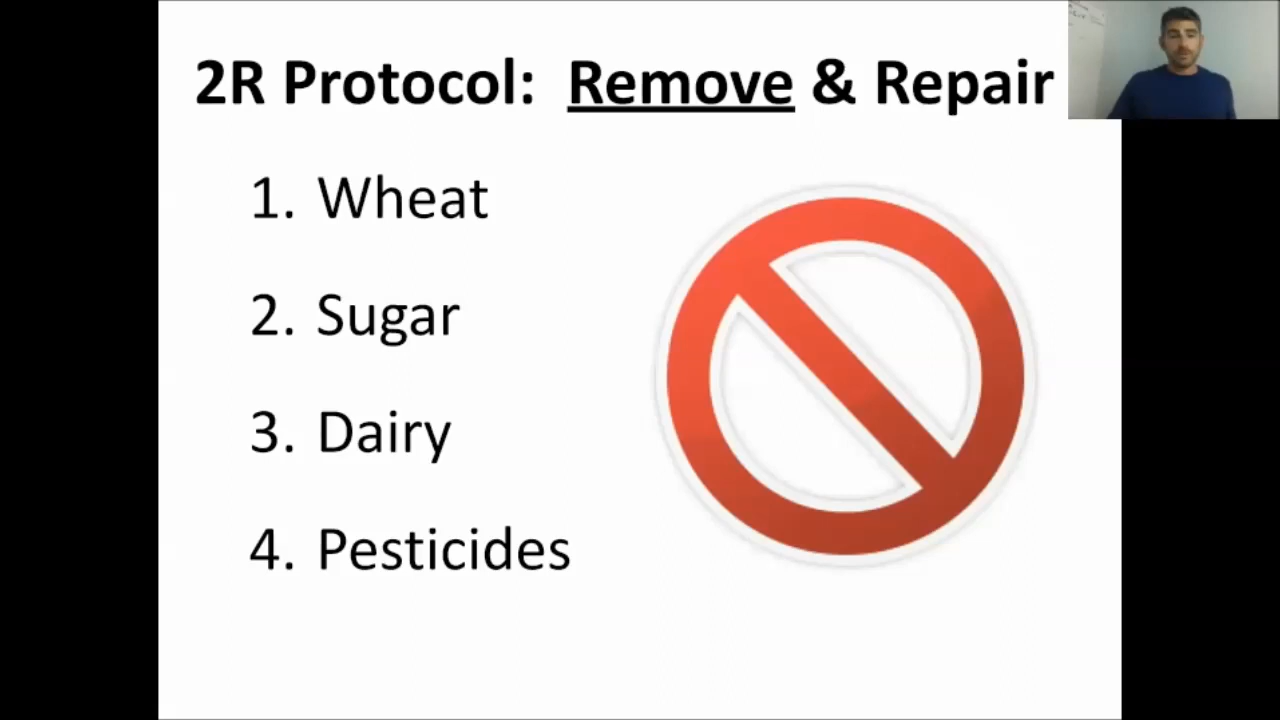 2R Protocol: Remove & Repair
1. Wheat
2. Sugar
3. Dairy
4. Pesticides